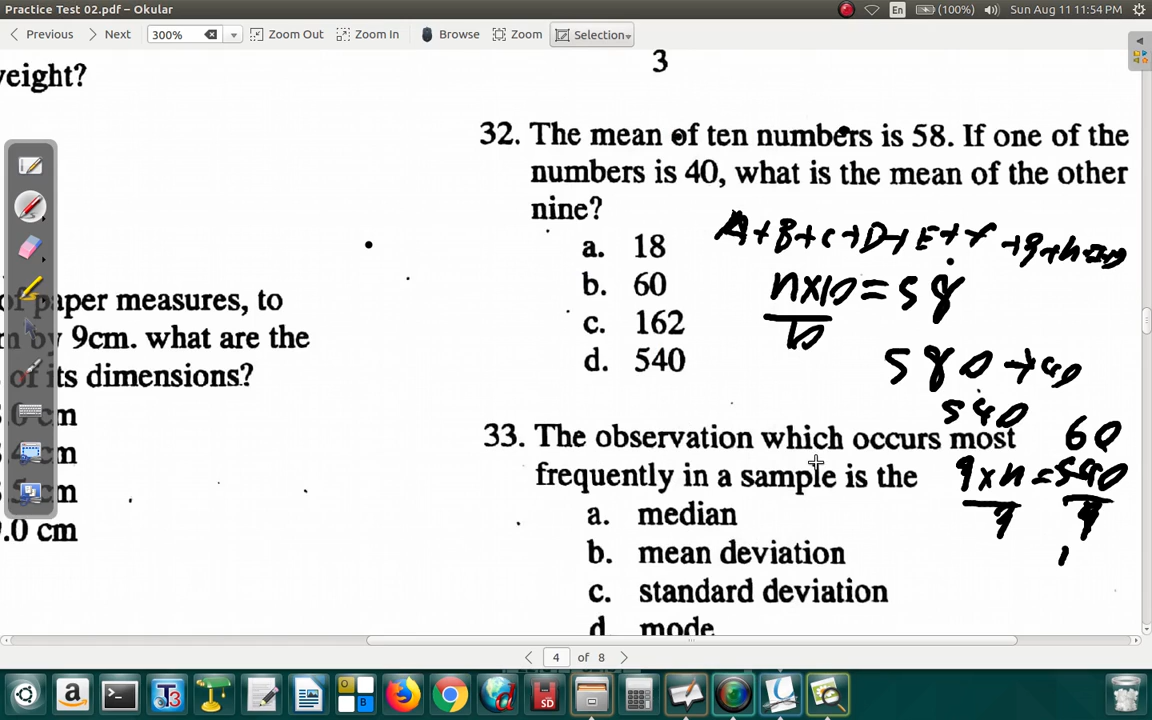 Practice Test 02.pdf – Okular
En
(100%)
Sun Aug 11 11:54 PM
Previous
Next
300%
Zoom Out
Zoom In
Browse
Zoom
Selection
3
veight?
of paper measures, to
m by 9cm. what are the
of its dimensions?
cm
cm
cm
.0 cm
32. The mean of ten numbers is 58. If one of the
numbers is 40, what is the mean of the other
nine?
a. 18
b. 60
c. 162
d. 540
A+B+C+D+E+F
n×10 = 58
10
580
540
60
9×n = 540
9 9
33. The observation which occurs most
frequently in a sample is the
a. median
b. mean deviation
c. standard deviation
d. mode
4 of 8
SD